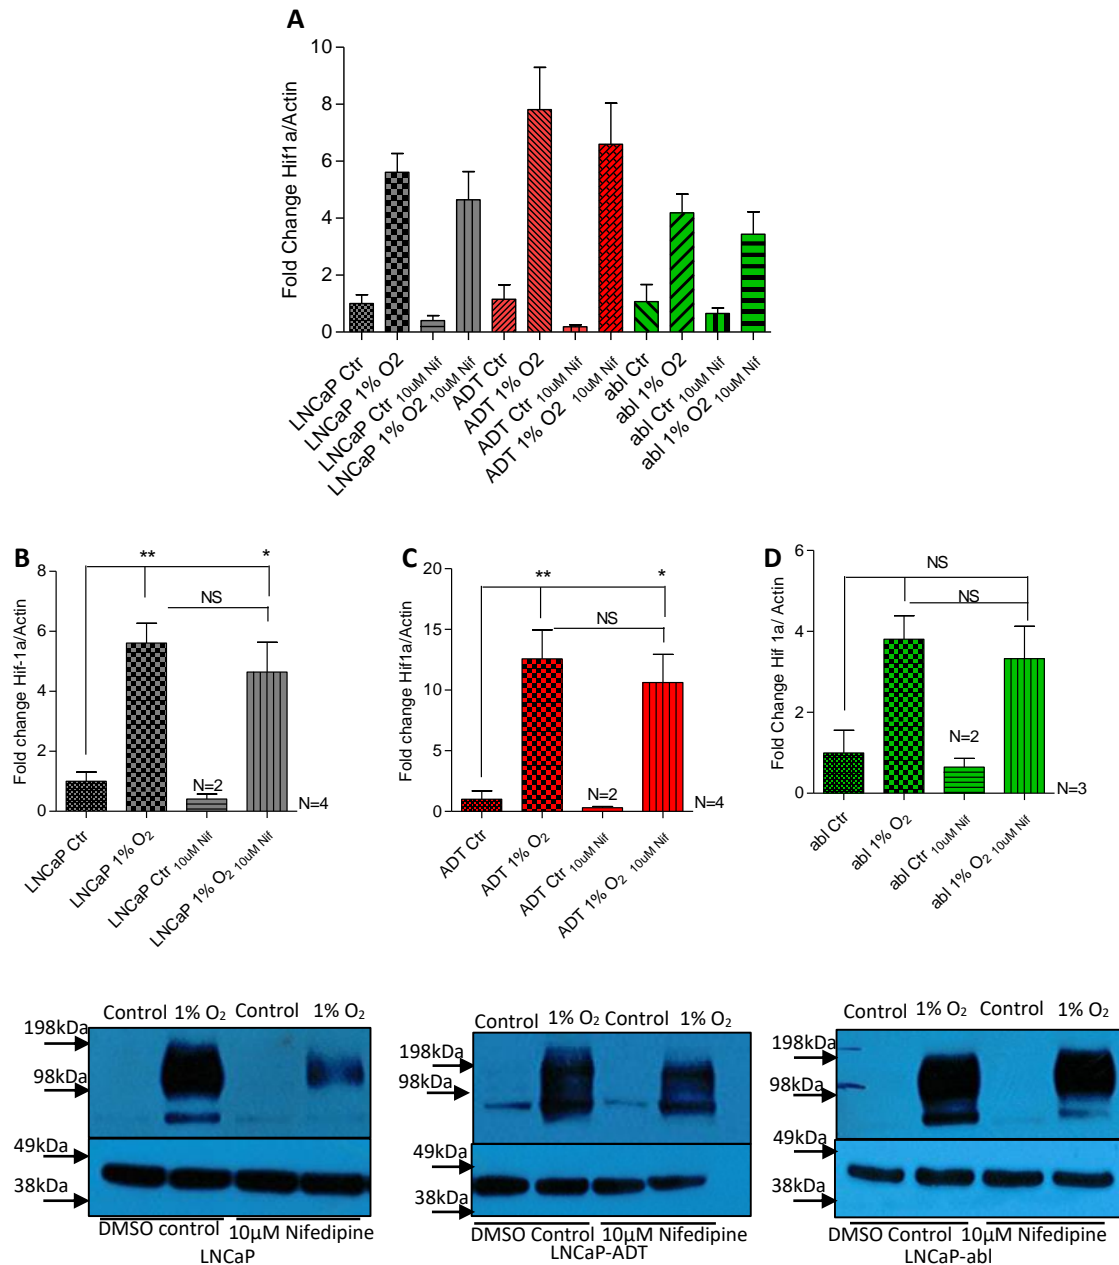 A
Fold Change Hif1a/Actin
10
8
6
4
2
0
LNCaP Ctr
LNCaP 1% O2
LNCaP Ctr 10uM Nif
LNCaP 1% O2 10uM Nif
ADT Ctr
ADT 1% O2
ADT Ctr 10uM Nif
ADT 1% O2 10uM Nif
abl Ctr
abl 1% O2
abl Ctr 10uM Nif
abl 1% O2 10uM Nif
B
Fold change Hif-1a/Actin
8
6
4
2
0
**
*
NS
N=2
N=4
LNCaP Ctr
LNCaP 1% O₂
LNCaP Ctr 10uM Nif
LNCaP 1% O₂ 10uM Nif
C
Fold change Hif1a/Actin
20
15
10
5
0
**
*
NS
N=2
N=4
ADT Ctr
ADT 1% O₂
ADT Ctr 10uM Nif
ADT 1% O₂ 10uM Nif
D
Fold Change Hif 1a/ Actin
6
4
2
0
NS
NS
N=2
N=3
abl Ctr
abl 1% O₂
abl Ctr 10uM Nif
abl 1% O₂ 10uM Nif
Control 1% O₂ Control 1% O₂
198kDa
98kDa
49kDa
38kDa
DMSO control 10µM Nifedipine
LNCaP
Control 1% O₂ Control 1% O₂
198kDa
98kDa
49kDa
38kDa
DMSO Control 10µM Nifedipine
LNCaP-ADT
Control 1% O₂ Control 1% O₂
198kDa
98kDa
49kDa
38kDa
DMSO Control 10µM Nifedipine
LNCaP-abl